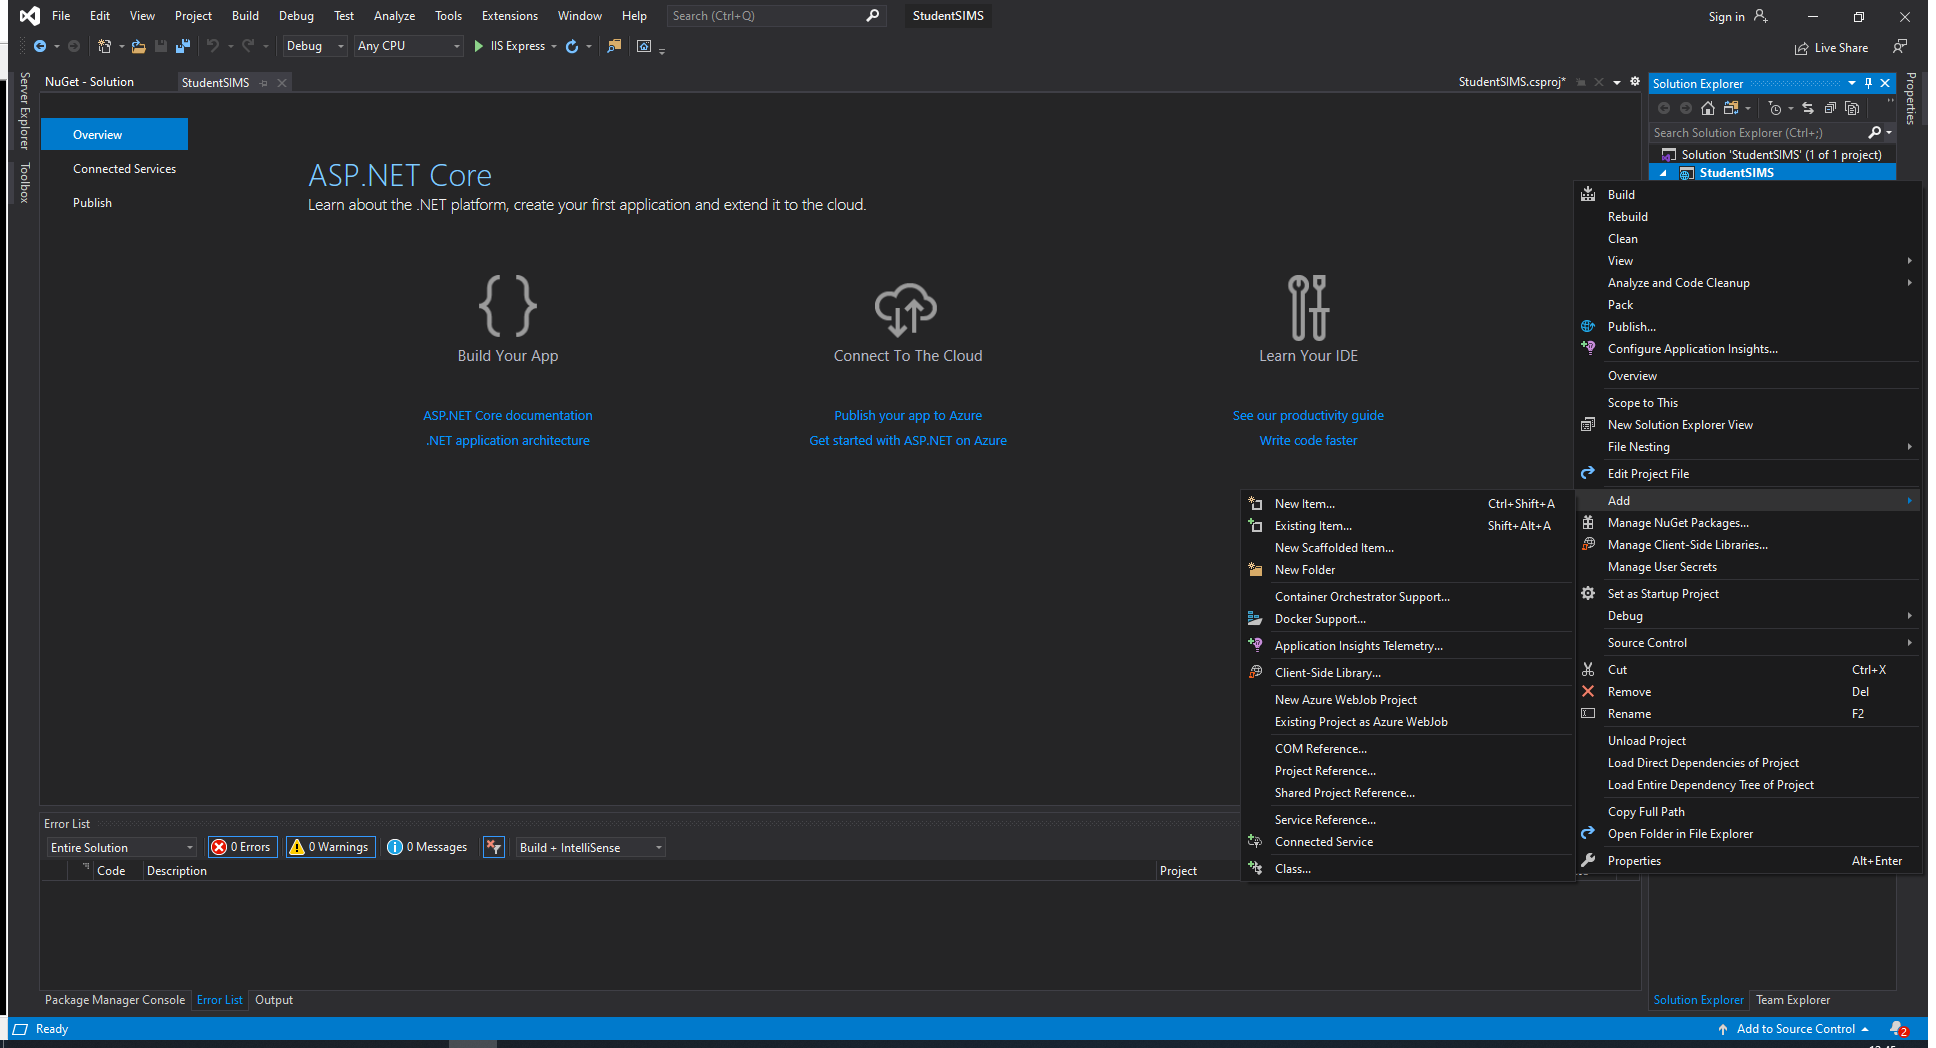 File Edit View Project Build Debug Test Analyze Tools Extensions Window Help Search (Ctrl+Q) StudentSIMS Sign in
Debug Any CPU IIS Express Live Share
Server Explorer
Toolbox
NuGet - Solution StudentSIMS StudentSIMS.csproj*
Overview
Connected Services
Publish
ASP.NET Core
Learn about the .NET platform, create your first application and extend it to the cloud.
Build Your App
ASP.NET Core documentation
.NET application architecture
Connect To The Cloud
Publish your app to Azure
Get started with ASP.NET on Azure
Learn Your IDE
See our productivity guide
Write code faster
Solution Explorer
Search Solution Explorer (Ctrl+;)
Solution 'StudentSIMS' (1 of 1 project)
StudentSIMS
Properties
Build
Rebuild
Clean
View
Analyze and Code Cleanup
Pack
Publish...
Configure Application Insights...
Overview
Scope to This
New Solution Explorer View
File Nesting
Edit Project File
Add
Manage NuGet Packages...
Manage Client-Side Libraries...
Manage User Secrets
Set as Startup Project
Debug
Source Control
Cut Ctrl+X
Remove Del
Rename F2
Unload Project
Load Direct Dependencies of Project
Load Entire Dependency Tree of Project
Copy Full Path
Open Folder in File Explorer
Properties Alt+Enter
New Item... Ctrl+Shift+A
Existing Item... Shift+Alt+A
New Scaffolded Item...
New Folder
Container Orchestrator Support...
Docker Support...
Application Insights Telemetry...
Client-Side Library...
New Azure WebJob Project
Existing Project as Azure WebJob
COM Reference...
Project Reference...
Shared Project Reference...
Service Reference...
Connected Service
Class...
Error List
Entire Solution 0 Errors 0 Warnings 0 Messages Build + IntelliSense
Code Description Project
Package Manager Console Error List Output
Solution Explorer Team Explorer
Ready Add to Source Control 2